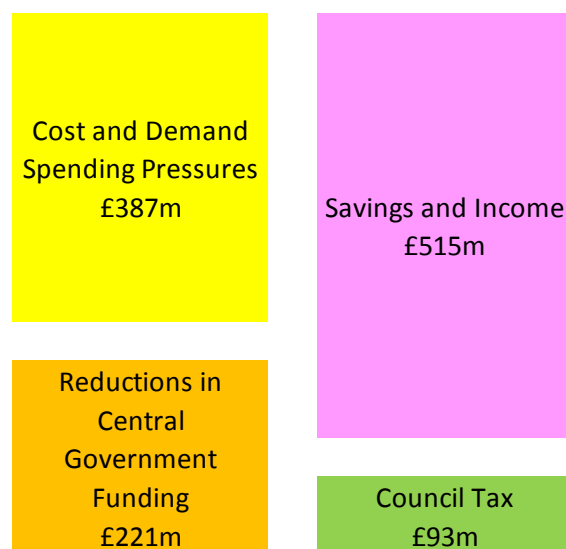 Cost and Demand
Spending Pressures
£387m
Savings and Income
£515m
Reductions in
Central
Government
Funding
£221m
Council Tax
£93m